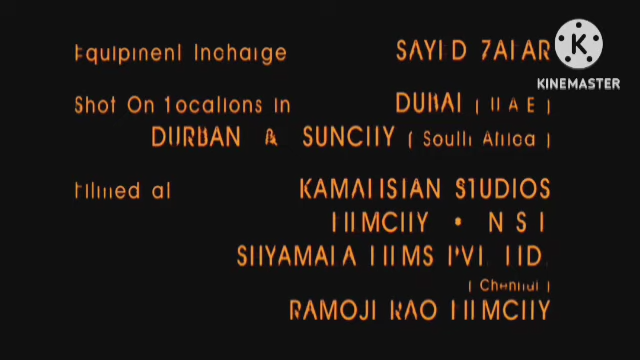 Equipment Incharge SAYED ZAFAR
KINEMASTER
Shot On Locations in DUBAI ( U A E )
DURBAN & SUNCITY ( South Africa )
Filmed at KAMALISTAN STUDIOS
FILMCITY • N S T
SHYAMALA FILMS PVT. LTD.
( Chennai )
RAMOJI RAO FILMCITY